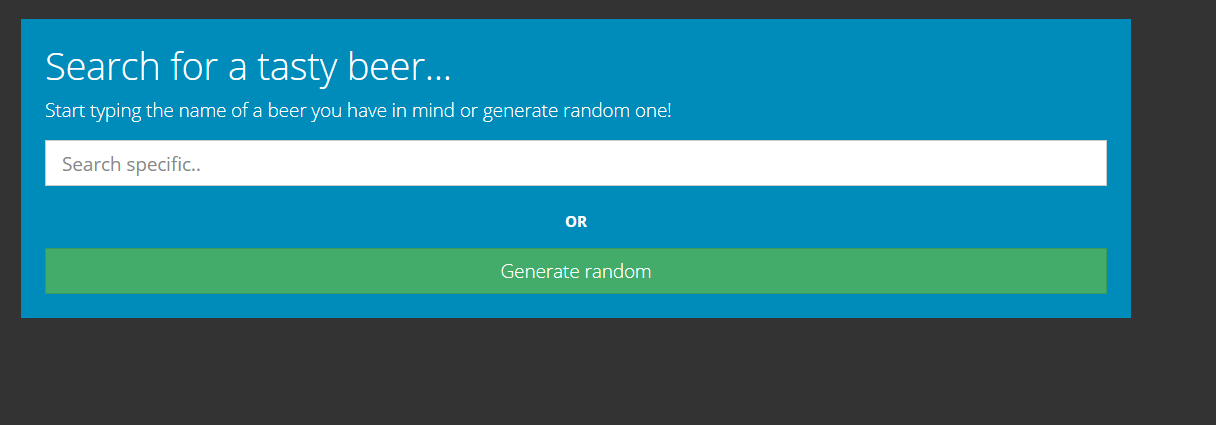 Search for a tasty beer...
Start typing the name of a beer you have in mind or generate random one!
Search specific..
OR
Generate random